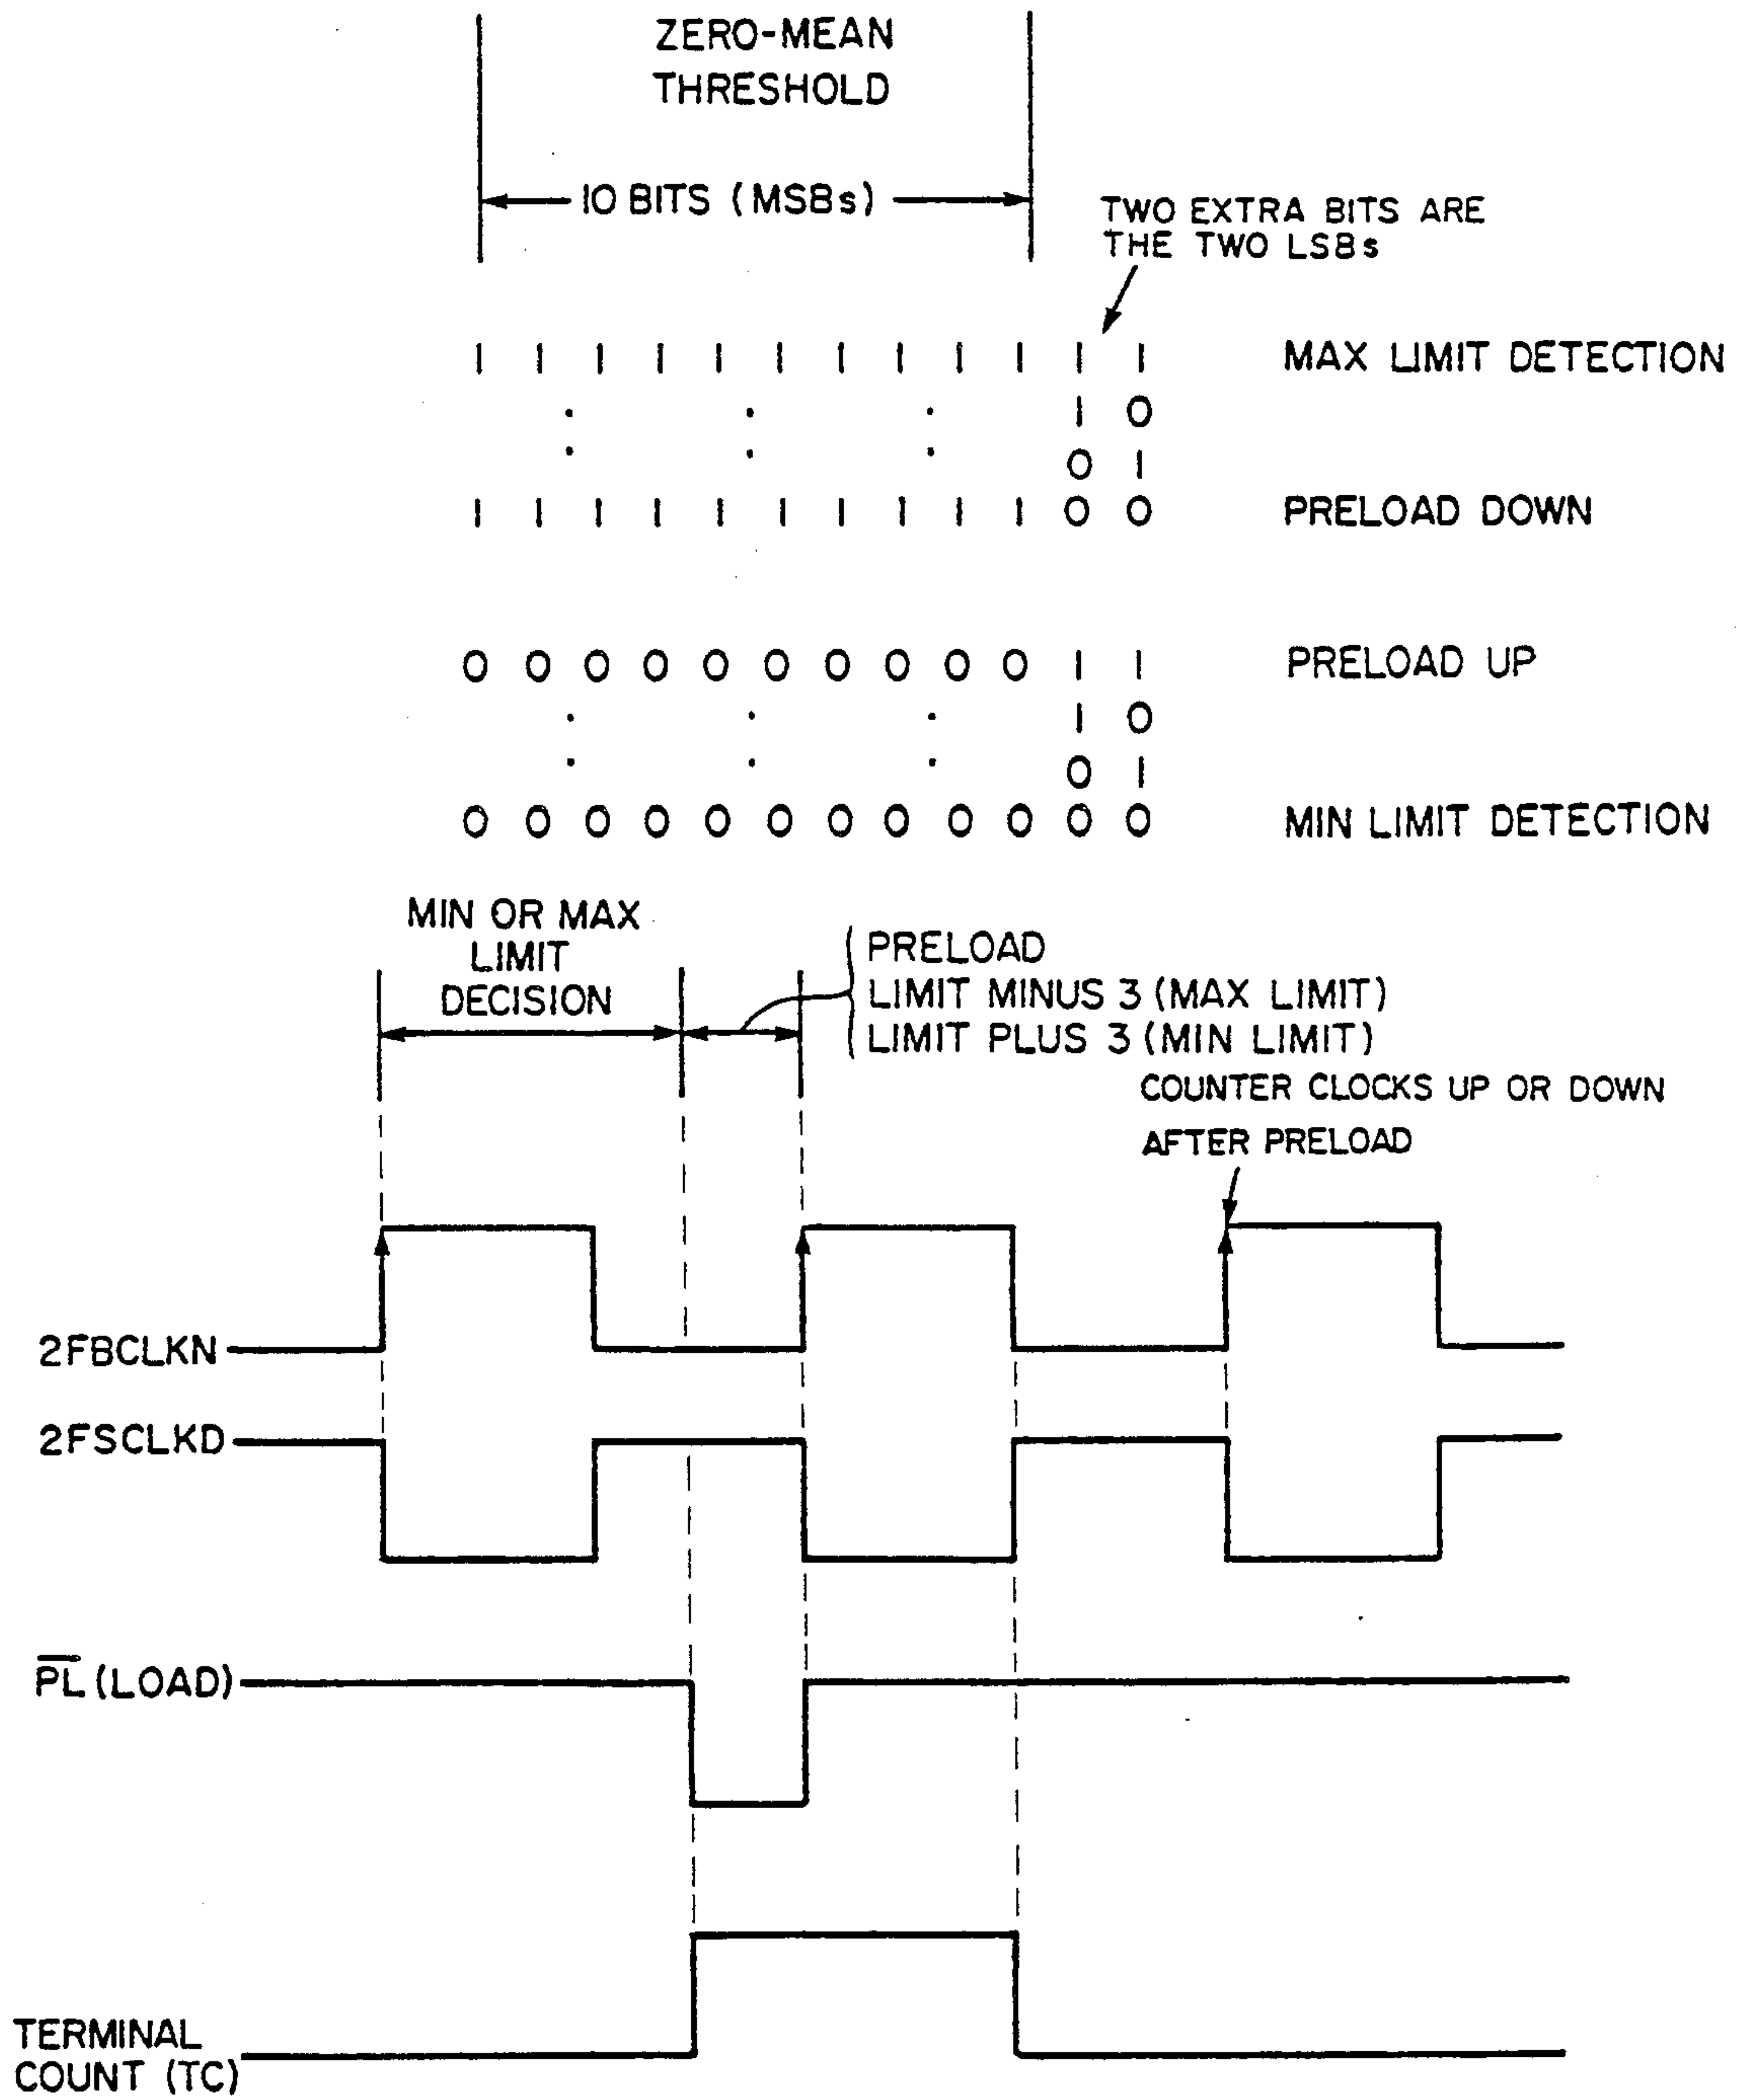 ZERO-MEAN
THRESHOLD
10 BITS (MSBs)
TWO EXTRA BITS ARE
THE TWO LSBs
1 1 1 1 1 1 1 1 1 1 1 1 MAX LIMIT DETECTION
. . . 1 0
. . . 0 1
1 1 1 1 1 1 1 1 1 1 0 0 PRELOAD DOWN
0 0 0 0 0 0 0 0 0 0 1 1 PRELOAD UP
. . . 1 0
. . . 0 1
0 0 0 0 0 0 0 0 0 0 0 0 MIN LIMIT DETECTION
MIN OR MAX
LIMIT
DECISION
PRELOAD
LIMIT MINUS 3 (MAX LIMIT)
LIMIT PLUS 3 (MIN LIMIT)
COUNTER CLOCKS UP OR DOWN
AFTER PRELOAD
2FBCLKN
2FSCLKD
P̅L̅ (LOAD)
TERMINAL
COUNT (TC)